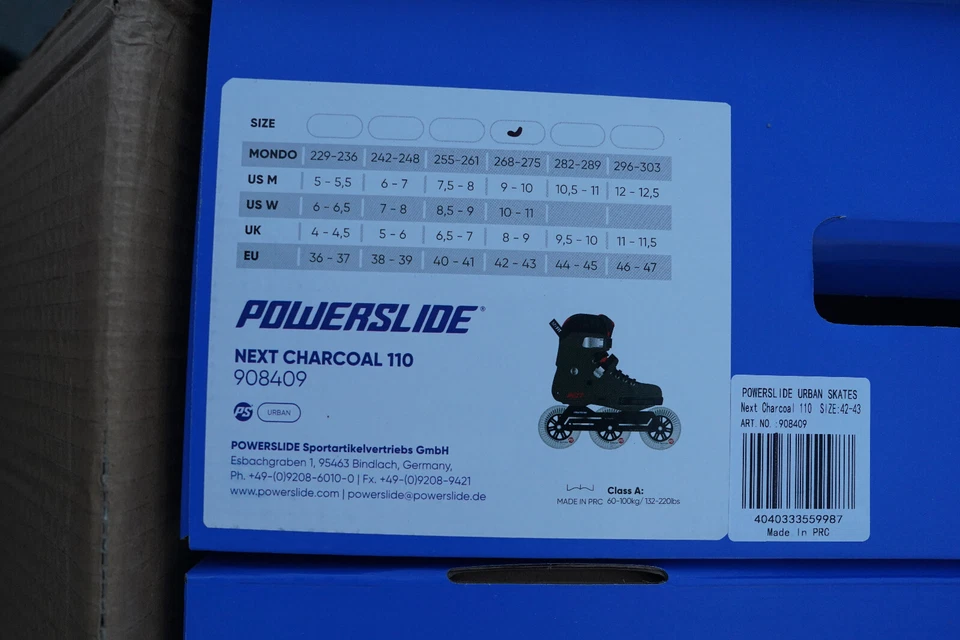 SIZE
MONDO 229-236 242-248 255-261 268-275 282-289 296-303
US M 5 - 5,5 6 - 7 7,5 - 8 9 - 10 10,5 - 11 12 - 12,5
US W 6 - 6,5 7 - 8 8,5 - 9 10 - 11
UK 4 - 4,5 5 - 6 6,5 - 7 8 - 9 9,5 - 10 11 - 11,5
EU 36 - 37 38 - 39 40 - 41 42 - 43 44 - 45 46 - 47
POWERSLIDE®
NEXT CHARCOAL 110
908409
PS URBAN
POWERSLIDE Sportartikelvertriebs GmbH
Esbachgraben 1, 95463 Bindlach, Germany,
Ph. +49-(0)9208-6010-0 | Fx. +49-(0)9208-9421
www.powerslide.com | powerslide@powerslide.de
Class A:
MADE IN PRC 60-100kg/ 132-220lbs
POWERSLIDE URBAN SKATES
Next Charcoal 110 SIZE:42-43
ART. NO. :908409
4040333559987
Made In PRC